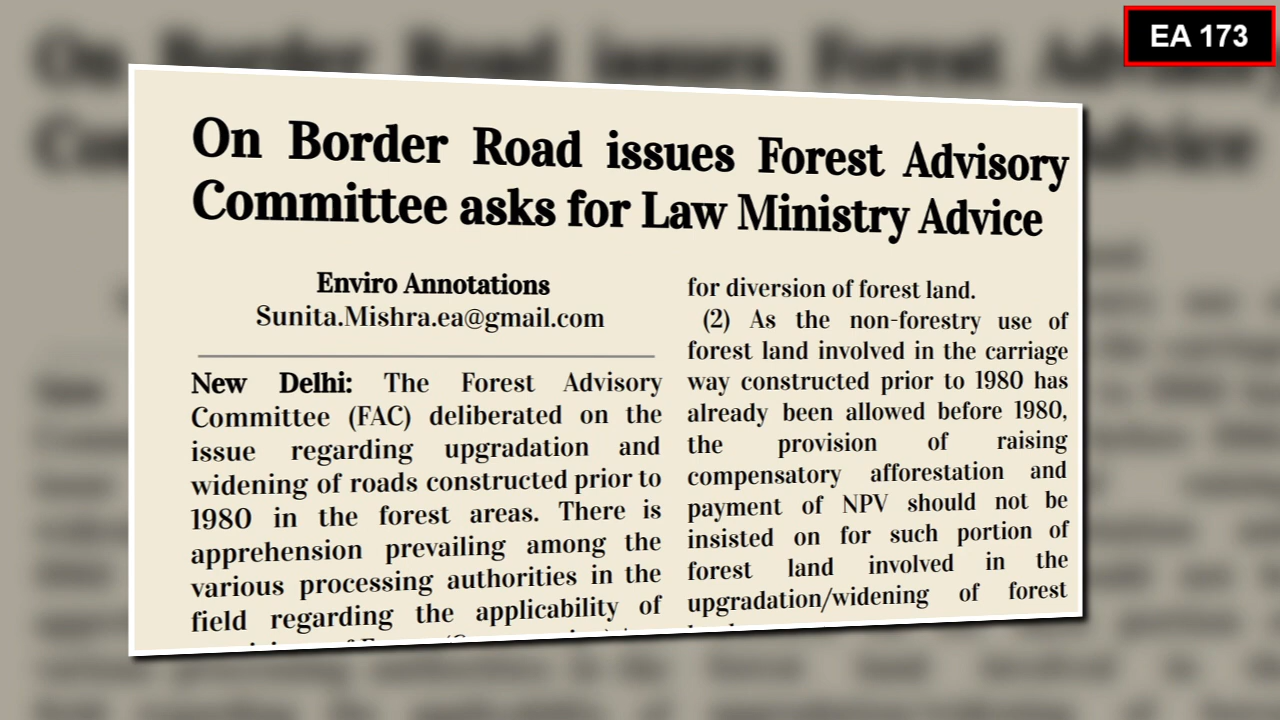 EA 173
On Border Road issues Forest Advisory
Committee asks for Law Ministry Advice
Enviro Annotations
Sunita.Mishra.ea@gmail.com
New Delhi: The Forest Advisory
Committee (FAC) deliberated on the
issue regarding upgradation and
widening of roads constructed prior to
1980 in the forest areas. There is
apprehension prevailing among the
various processing authorities in the
field regarding the applicability of
for diversion of forest land.
(2) As the non-forestry use of
forest land involved in the carriage
way constructed prior to 1980 has
already been allowed before 1980,
the provision of raising
compensatory afforestation and
payment of NPV should not be
insisted on for such portion of
forest land involved in the
upgradation/widening of forest